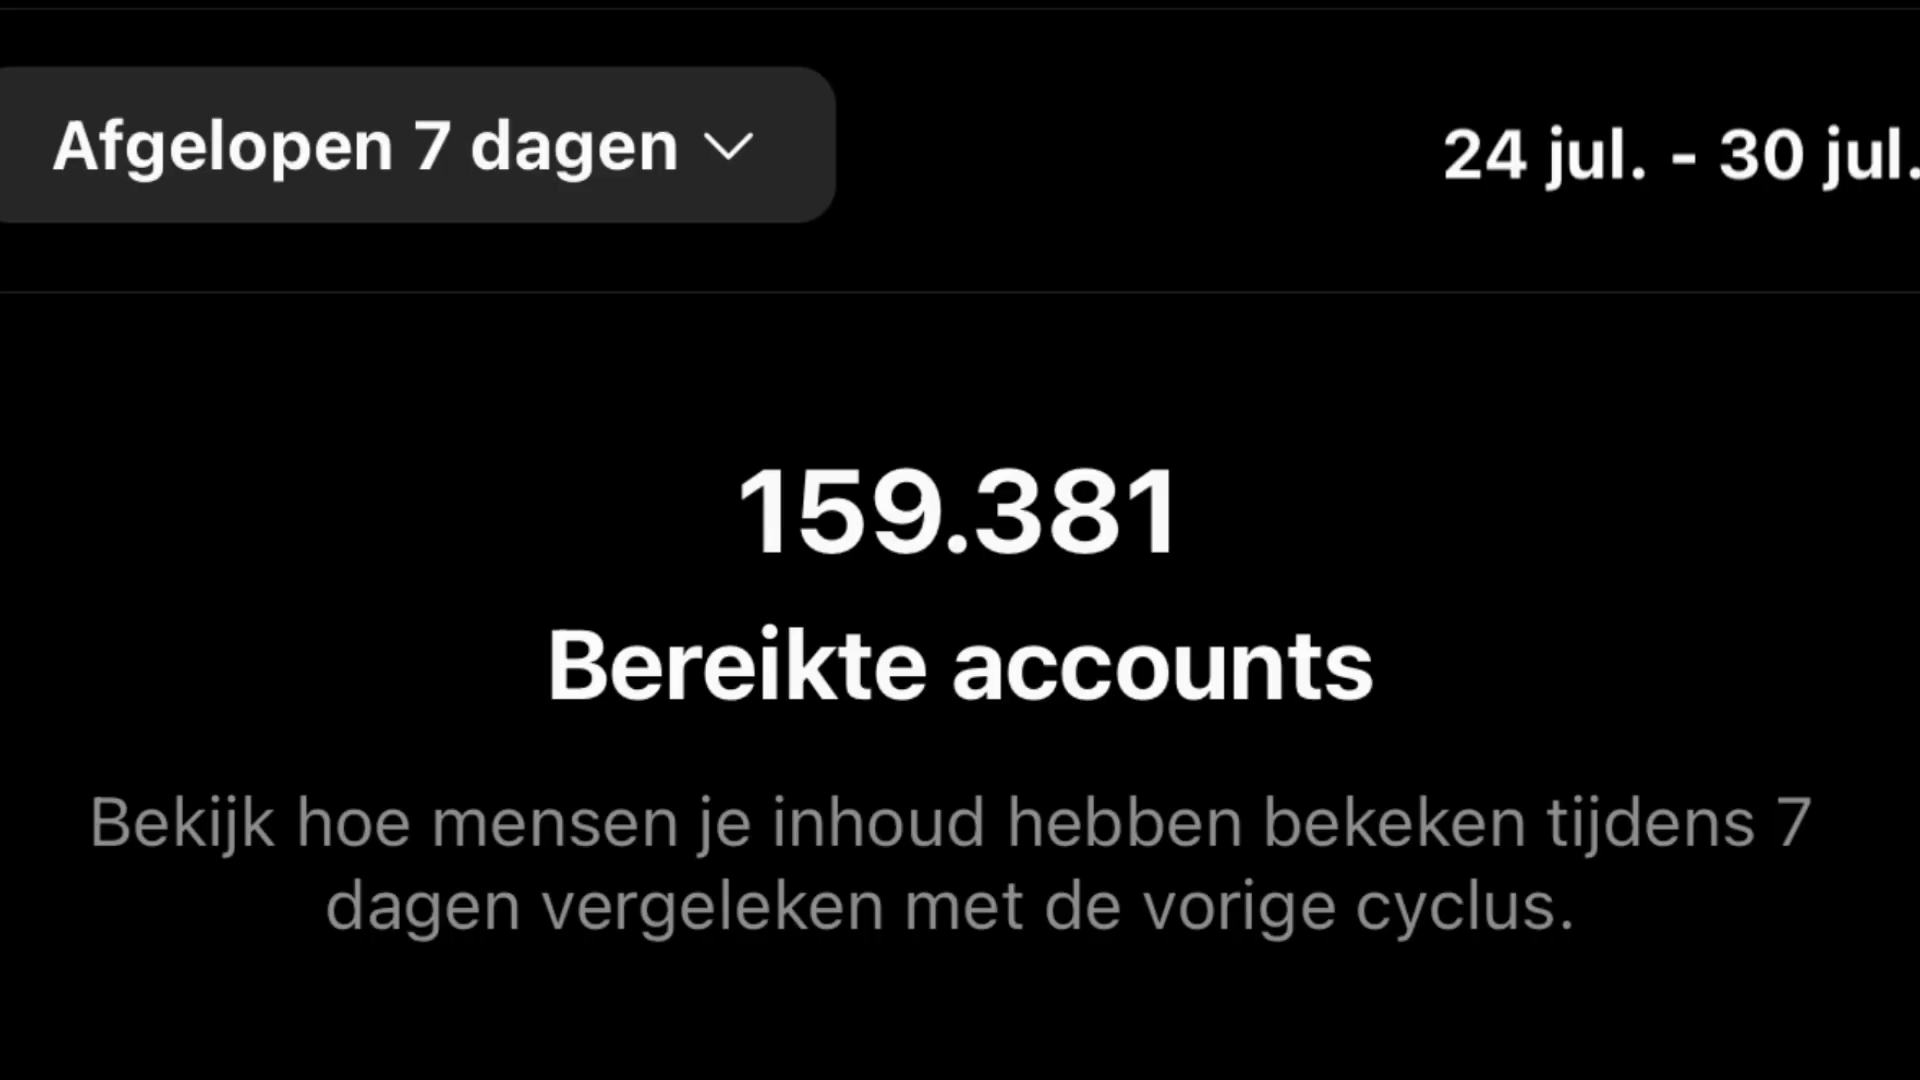 Afgelopen 7 dagen
24 jul. - 30 jul.
159.381
Bereikte accounts
Bekijk hoe mensen je inhoud hebben bekeken tijdens 7
dagen vergeleken met de vorige cyclus.